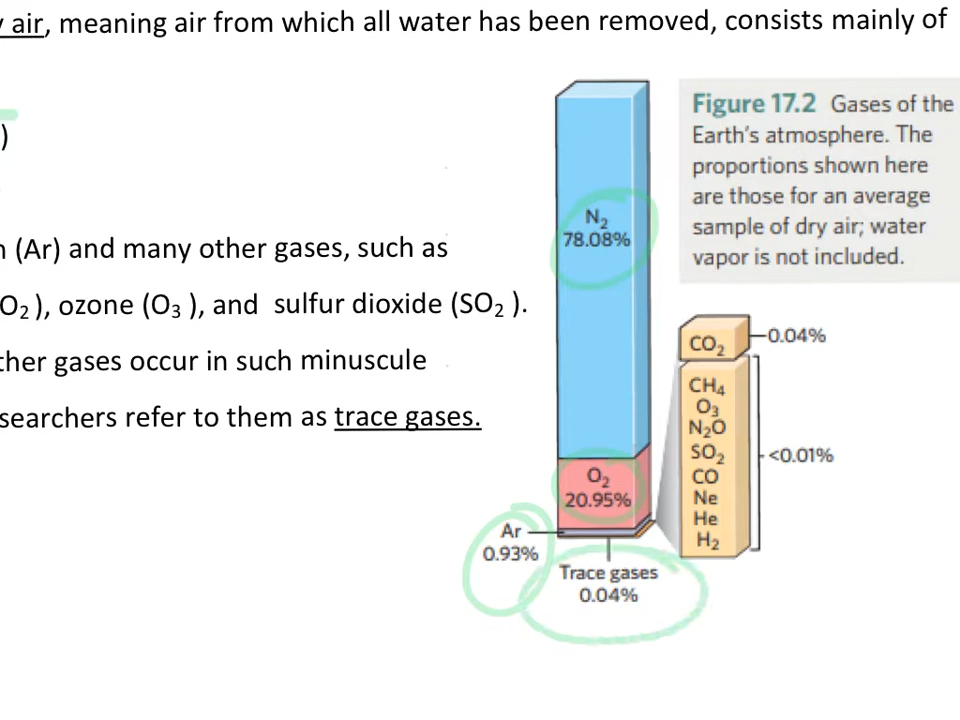 y air, meaning air from which all water has been removed, consists mainly of
)
(Ar) and many other gases, such as
O₂ ), ozone (O₃ ), and sulfur dioxide (SO₂ ).
ther gases occur in such minuscule
searchers refer to them as trace gases.
Figure 17.2 Gases of the
Earth's atmosphere. The
proportions shown here
are those for an average
sample of dry air; water
vapor is not included.
N₂
78.08%
O₂
20.95%
Ar
0.93%
Trace gases
0.04%
CO₂
0.04%
CH₄
O₃
N₂O
SO₂
CO
Ne
He
H₂
<0.01%